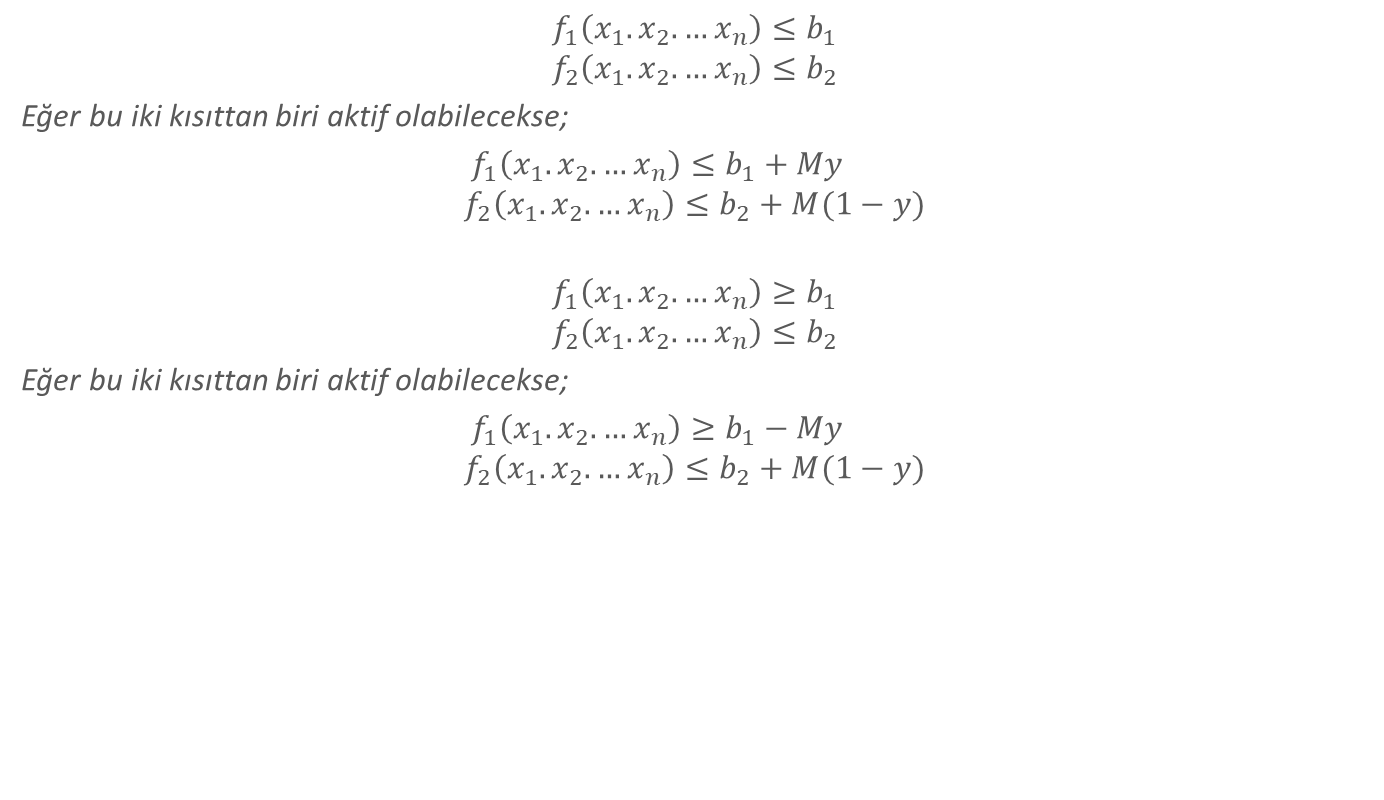 f₁(x₁. x₂. … xₙ) ≤ b₁
f₂(x₁. x₂. … xₙ) ≤ b₂
Eğer bu iki kısıttan biri aktif olabilecekse;
f₁(x₁. x₂. … xₙ) ≤ b₁ + My
f₂(x₁. x₂. … xₙ) ≤ b₂ + M(1 − y)
f₁(x₁. x₂. … xₙ) ≥ b₁
f₂(x₁. x₂. … xₙ) ≤ b₂
Eğer bu iki kısıttan biri aktif olabilecekse;
f₁(x₁. x₂. … xₙ) ≥ b₁ − My
f₂(x₁. x₂. … xₙ) ≤ b₂ + M(1 − y)